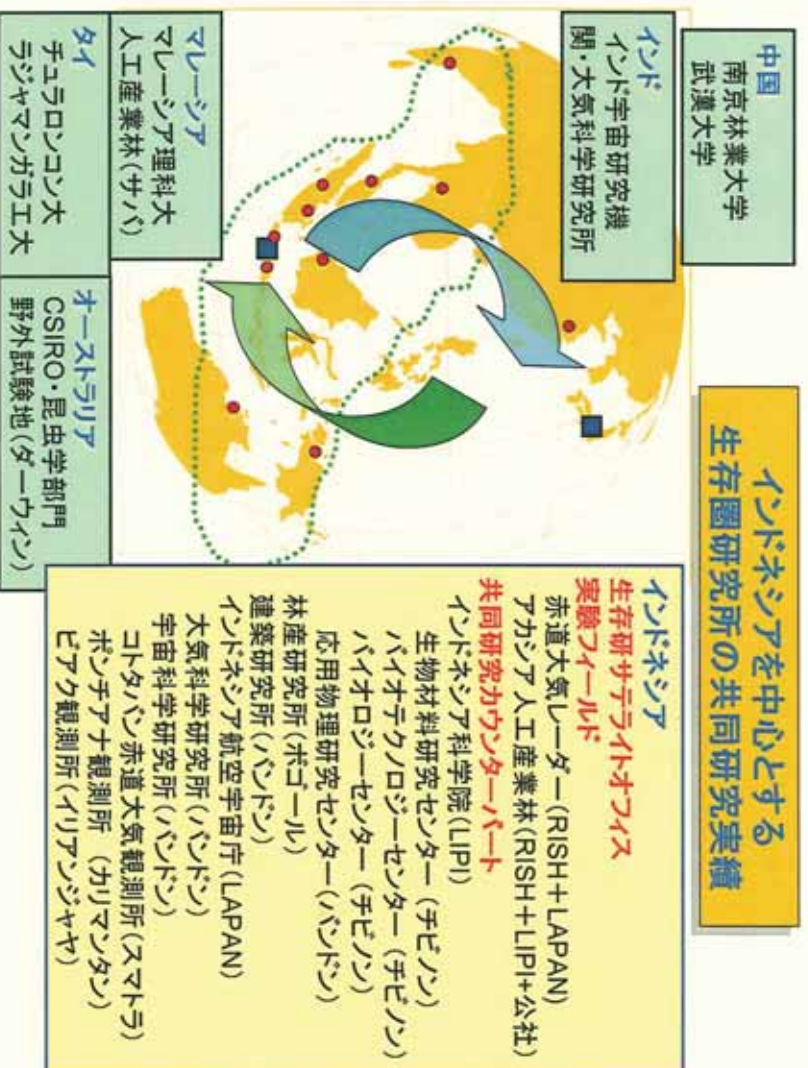 インドネシアを中心とする
生存圏研究所の共同研究実績
中国
南京林業大学
武漢大学
インド
インド宇宙研究機
関・大気科学研究所
マレーシア
マレーシア理科大
人工産業林(サバ)
タイ
チュラロンコン大
ラジャマンガラ工大
オーストラリア
CSIRO・昆虫学部門
野外試験地(ダーウィン)
インドネシア
生存研サテライトオフィス
実験フィールド
赤道大気レーダー(RISH+LAPAN)
アカシア人工産業林(RISH+LIPI+公社)
共同研究カウンターパート
インドネシア科学院(LIPI)
生物材料研究センター (チビノン)
バイオテクノロジーセンター (チビノン)
バイオロジーセンター (チビノン)
応用物理研究センター(バンドン)
林産研究所(ボゴール)
建築研究所(バンドン)
インドネシア航空宇宙庁(LAPAN)
大気科学研究所(バンドン)
宇宙科学研究所(バンドン)
コトタバン赤道大気観測所(スマトラ)
ポンチアナ観測所 (カリマンタン)
ビアク観測所(イリアンジャヤ)